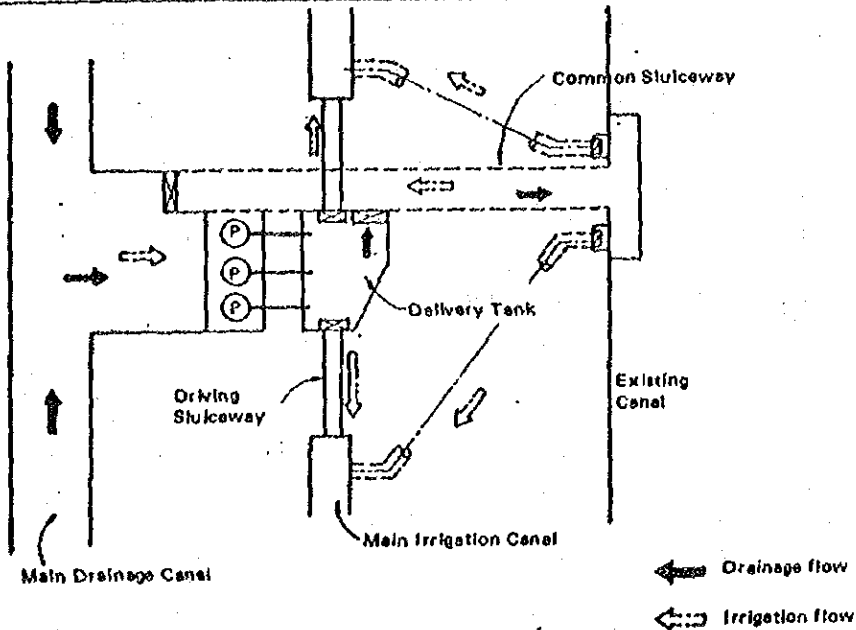 Common Sluiceway
P
P
P
Delivery Tank
Driving
Sluiceway
Existing
Canal
Main Irrigation Canal
Main Drainage Canal
Drainage flow
Irrigation flow